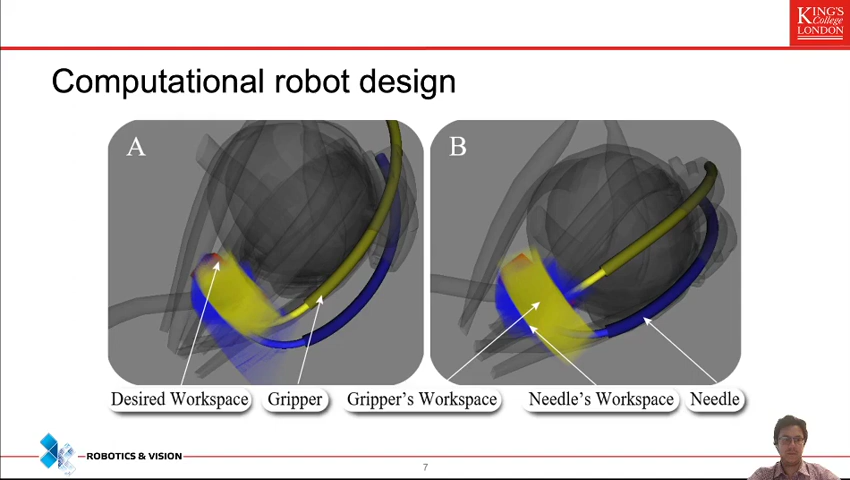 KING'S
College
LONDON
Computational robot design
A
B
Desired Workspace
Gripper
Gripper's Workspace
Needle's Workspace
Needle
ROBOTICS & VISION
7